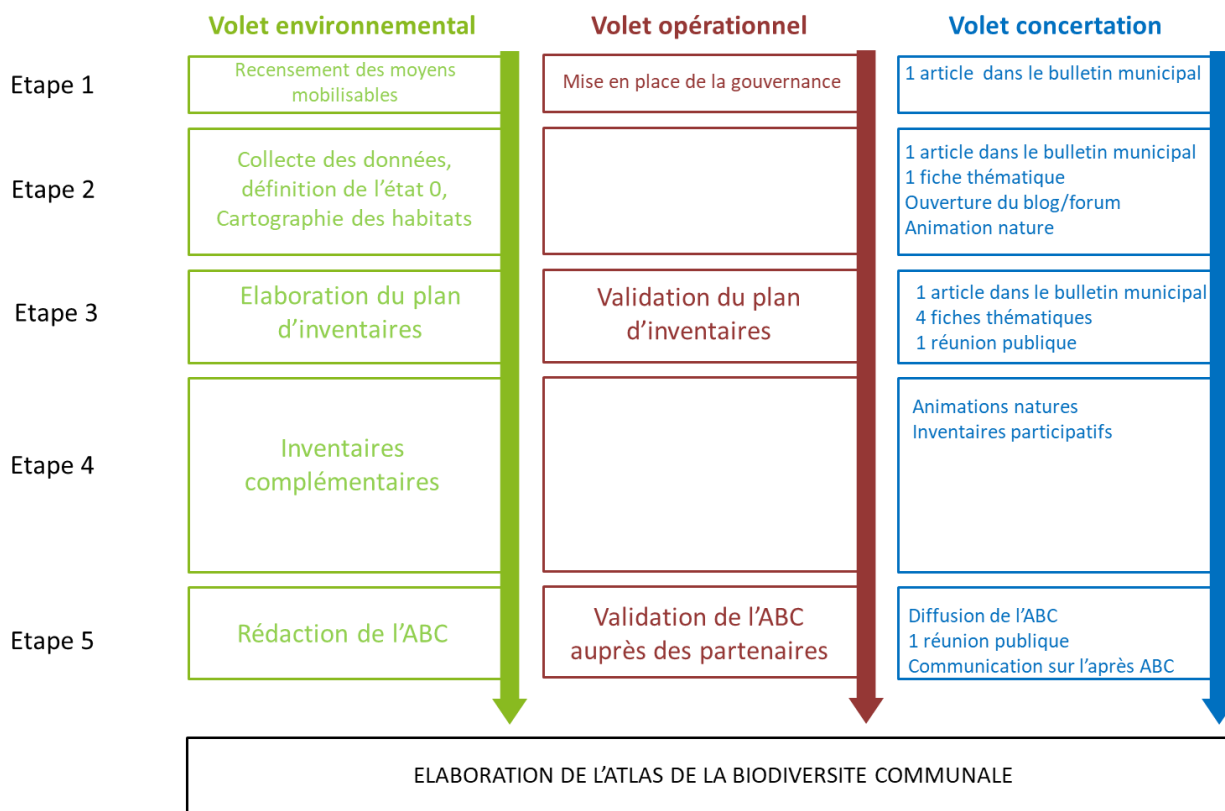 Volet environnemental
Volet opérationnel
Volet concertation
Etape 1
Recensement des moyens
mobilisables
Mise en place de la gouvernance
1 article dans le bulletin municipal
Etape 2
Collecte des données,
définition de l’état 0,
Cartographie des habitats
1 article dans le bulletin municipal
1 fiche thématique
Ouverture du blog/forum
Animation nature
Etape 3
Elaboration du plan
d’inventaires
Validation du plan
d’inventaires
1 article dans le bulletin municipal
4 fiches thématiques
1 réunion publique
Etape 4
Inventaires
complémentaires
Animations natures
Inventaires participatifs
Etape 5
Rédaction de l’ABC
Validation de l’ABC
auprès des partenaires
Diffusion de l’ABC
1 réunion publique
Communication sur l’après ABC
ELABORATION DE L’ATLAS DE LA BIODIVERSITE COMMUNALE